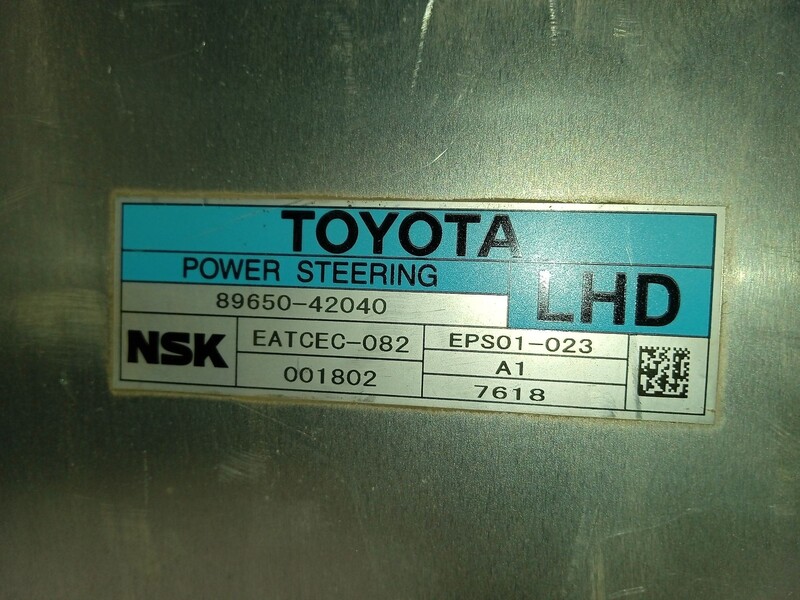 TOYOTA
POWER STEERING
LHD
89650-42040
NSK
EATCEC-082
001802
EPS01-023
A1
7618